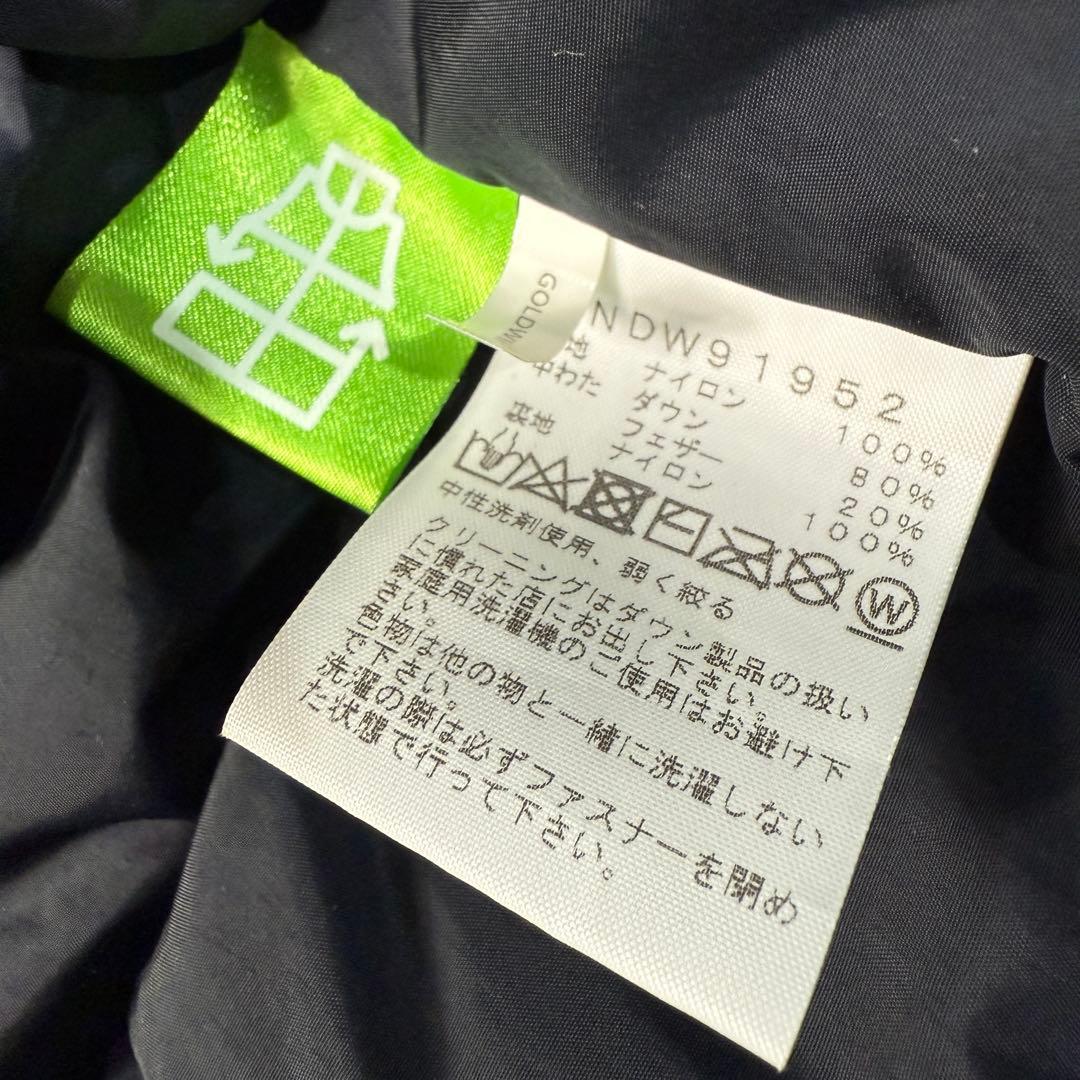 GOLDWI
NDW91952
地 ナイロン 100%
中わた ダウン 80%
フェザー 20%
裏地 ナイロン 100%
W
中性洗剤使用、弱く絞る
クリーニングはダウン製品の扱い
に慣れた店にお出し下さい。
家庭用洗濯機のご使用はお避け下
さい。
色物は他の物と一緒に洗濯しない
で下さい。
洗濯の際は必ずファスナーを閉め
た状態で行って下さい。